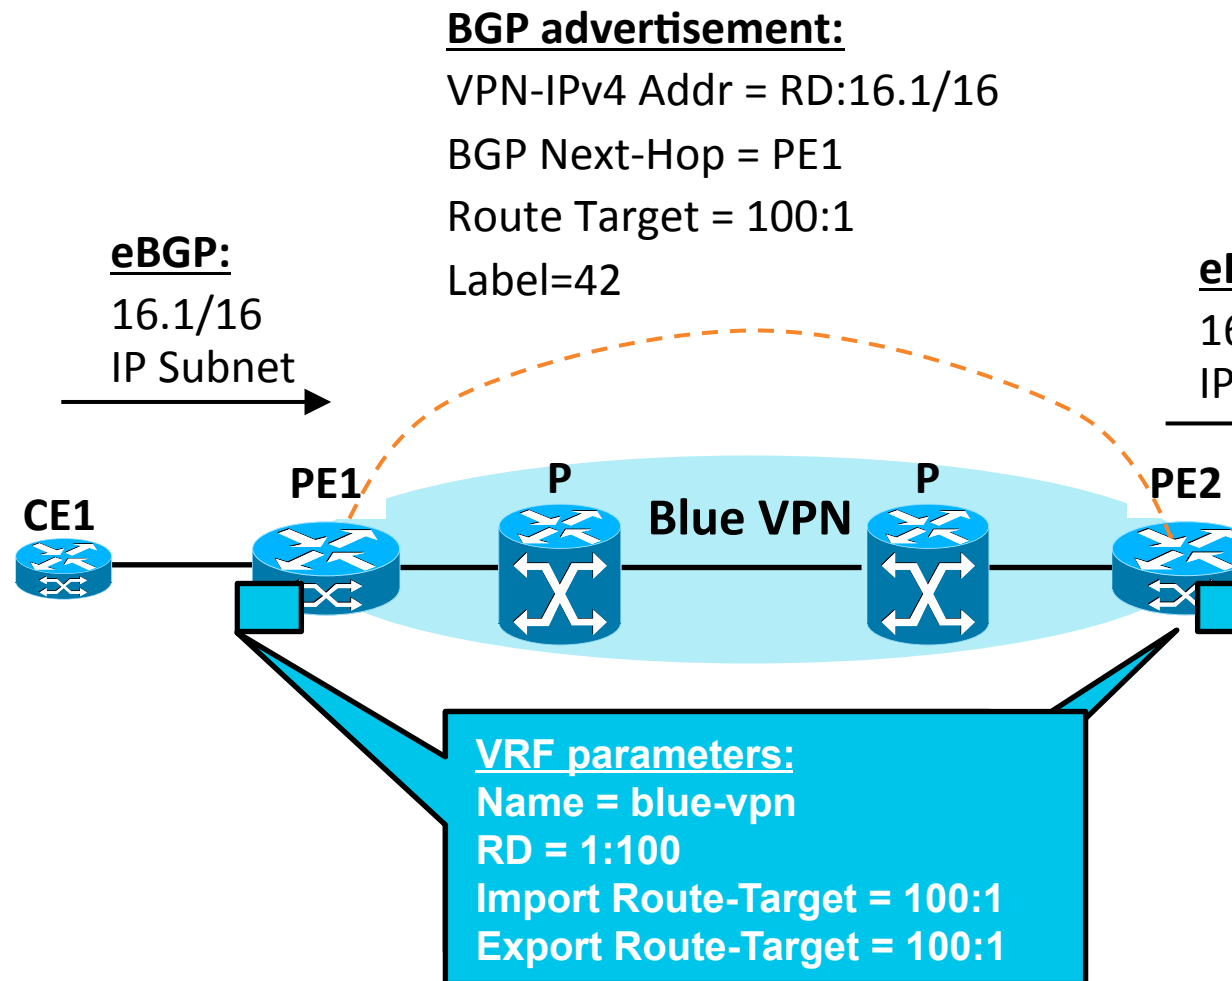 BGP advertisement:
VPN-IPv4 Addr = RD:16.1/16
BGP Next-Hop = PE1
Route Target = 100:1
Label=42
eBGP:
16.1/16
IP Subnet
IP
CE1
PE1
P
Blue VPN
P
PE2
VRF parameters:
Name = blue-vpn
RD = 1:100
Import Route-Target = 100:1
Export Route-Target = 100:1